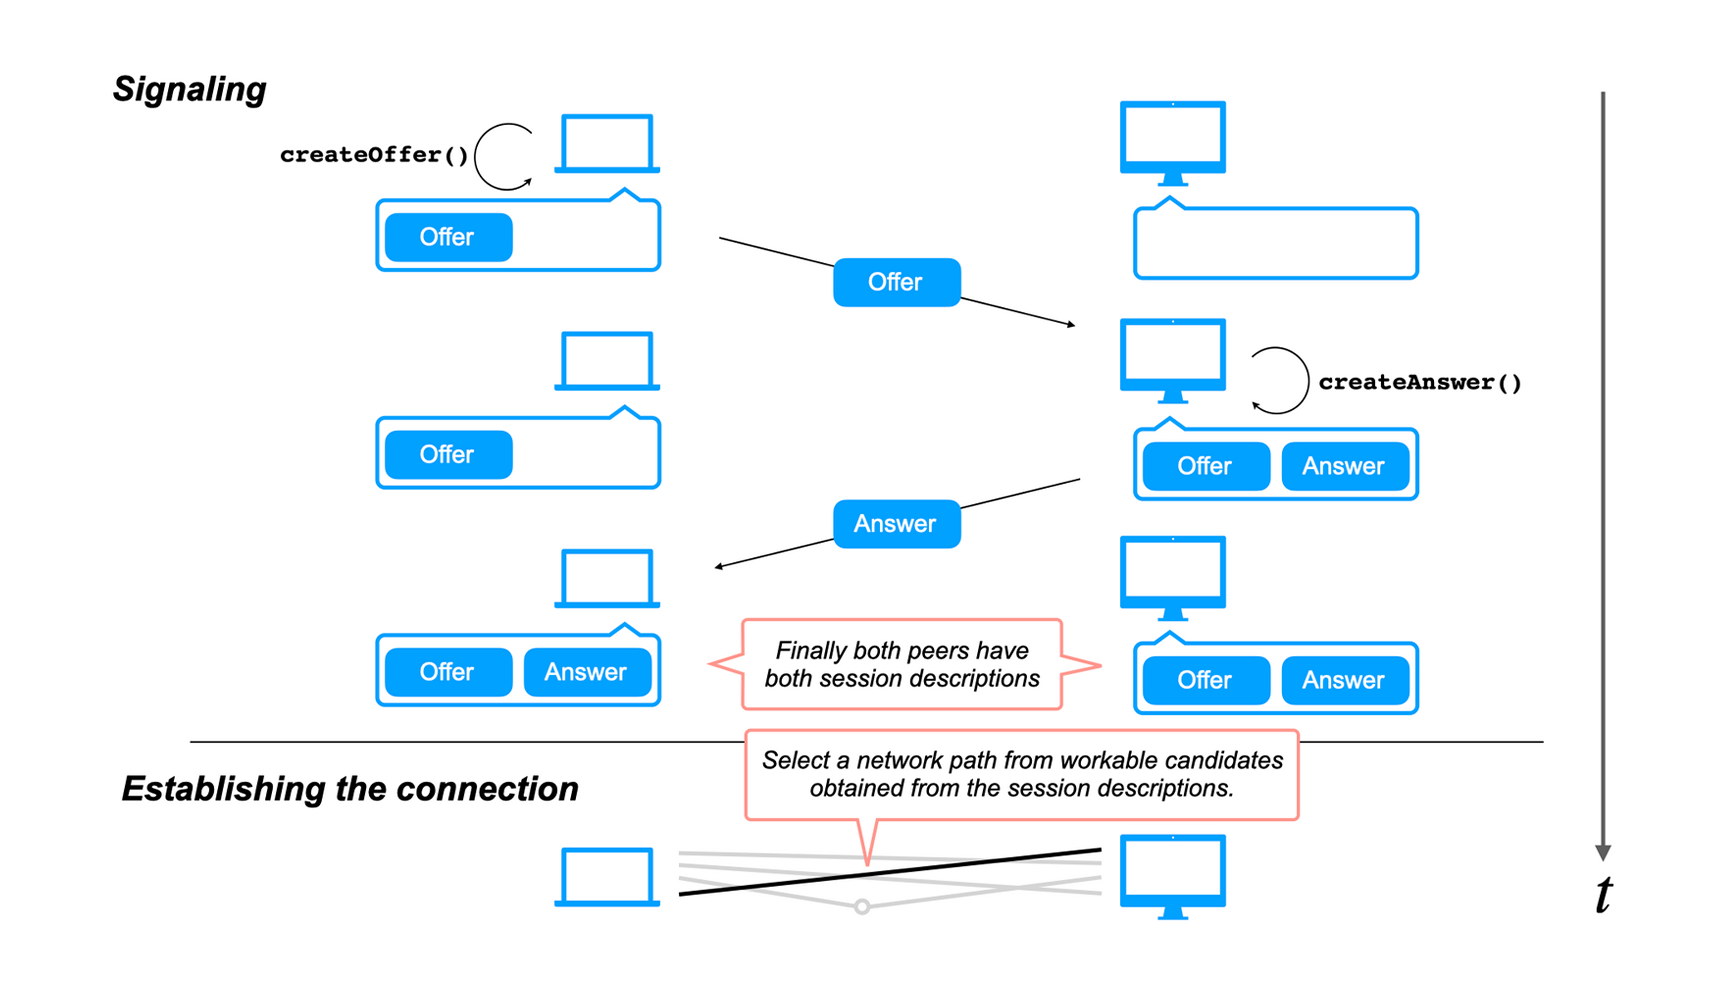 Signaling
createOffer()
Offer
Offer
Offer
createAnswer()
Offer
Answer
Answer
Offer
Answer
Finally both peers have
both session descriptions
Offer
Answer
Select a network path from workable candidates
obtained from the session descriptions.
Establishing the connection
t